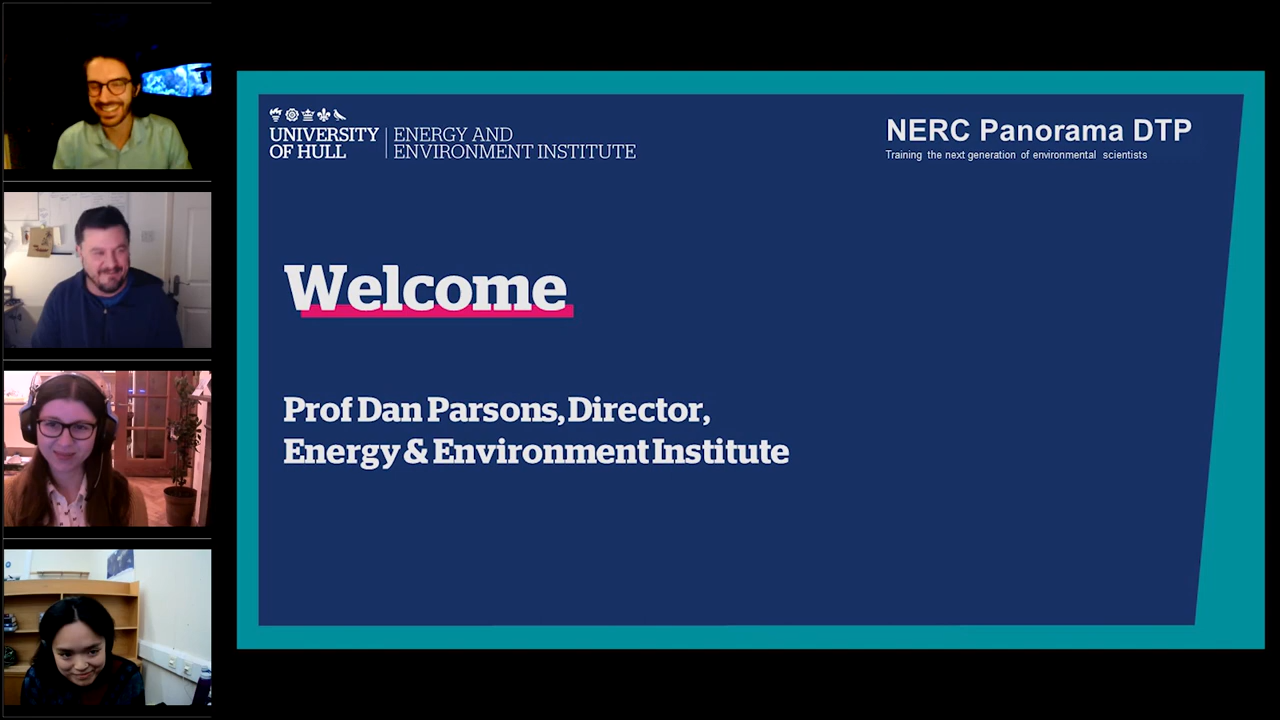 UNIVERSITY
OF HULL
ENERGY AND
ENVIRONMENT INSTITUTE
NERC Panorama DTP
Training the next generation of environmental scientists
Welcome
Prof Dan Parsons, Director,
Energy & Environment Institute